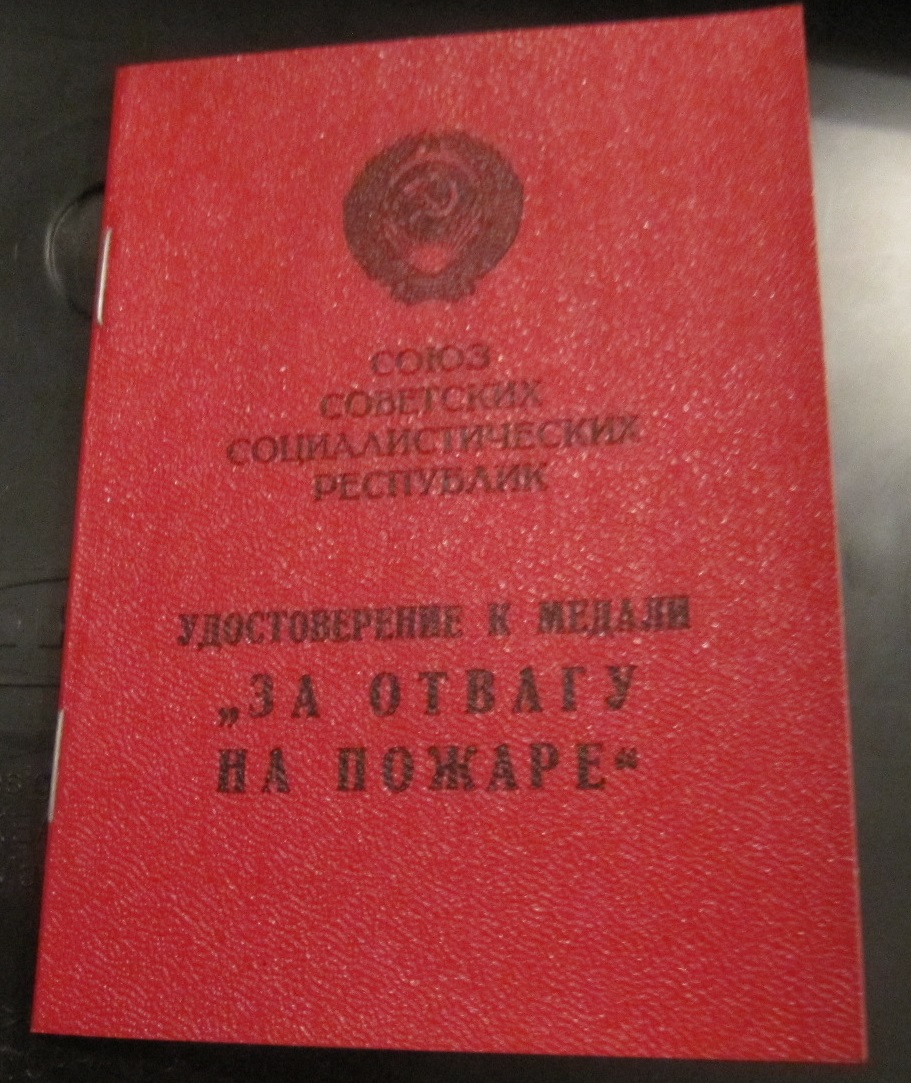 СОЮЗ
СОВЕТСКИХ
СОЦИАЛИСТИЧЕСКИХ
РЕСПУБЛИК
УДОСТОВЕРЕНИЕ К МЕДАЛИ
„ЗА ОТВАГУ
НА ПОЖАРЕ“